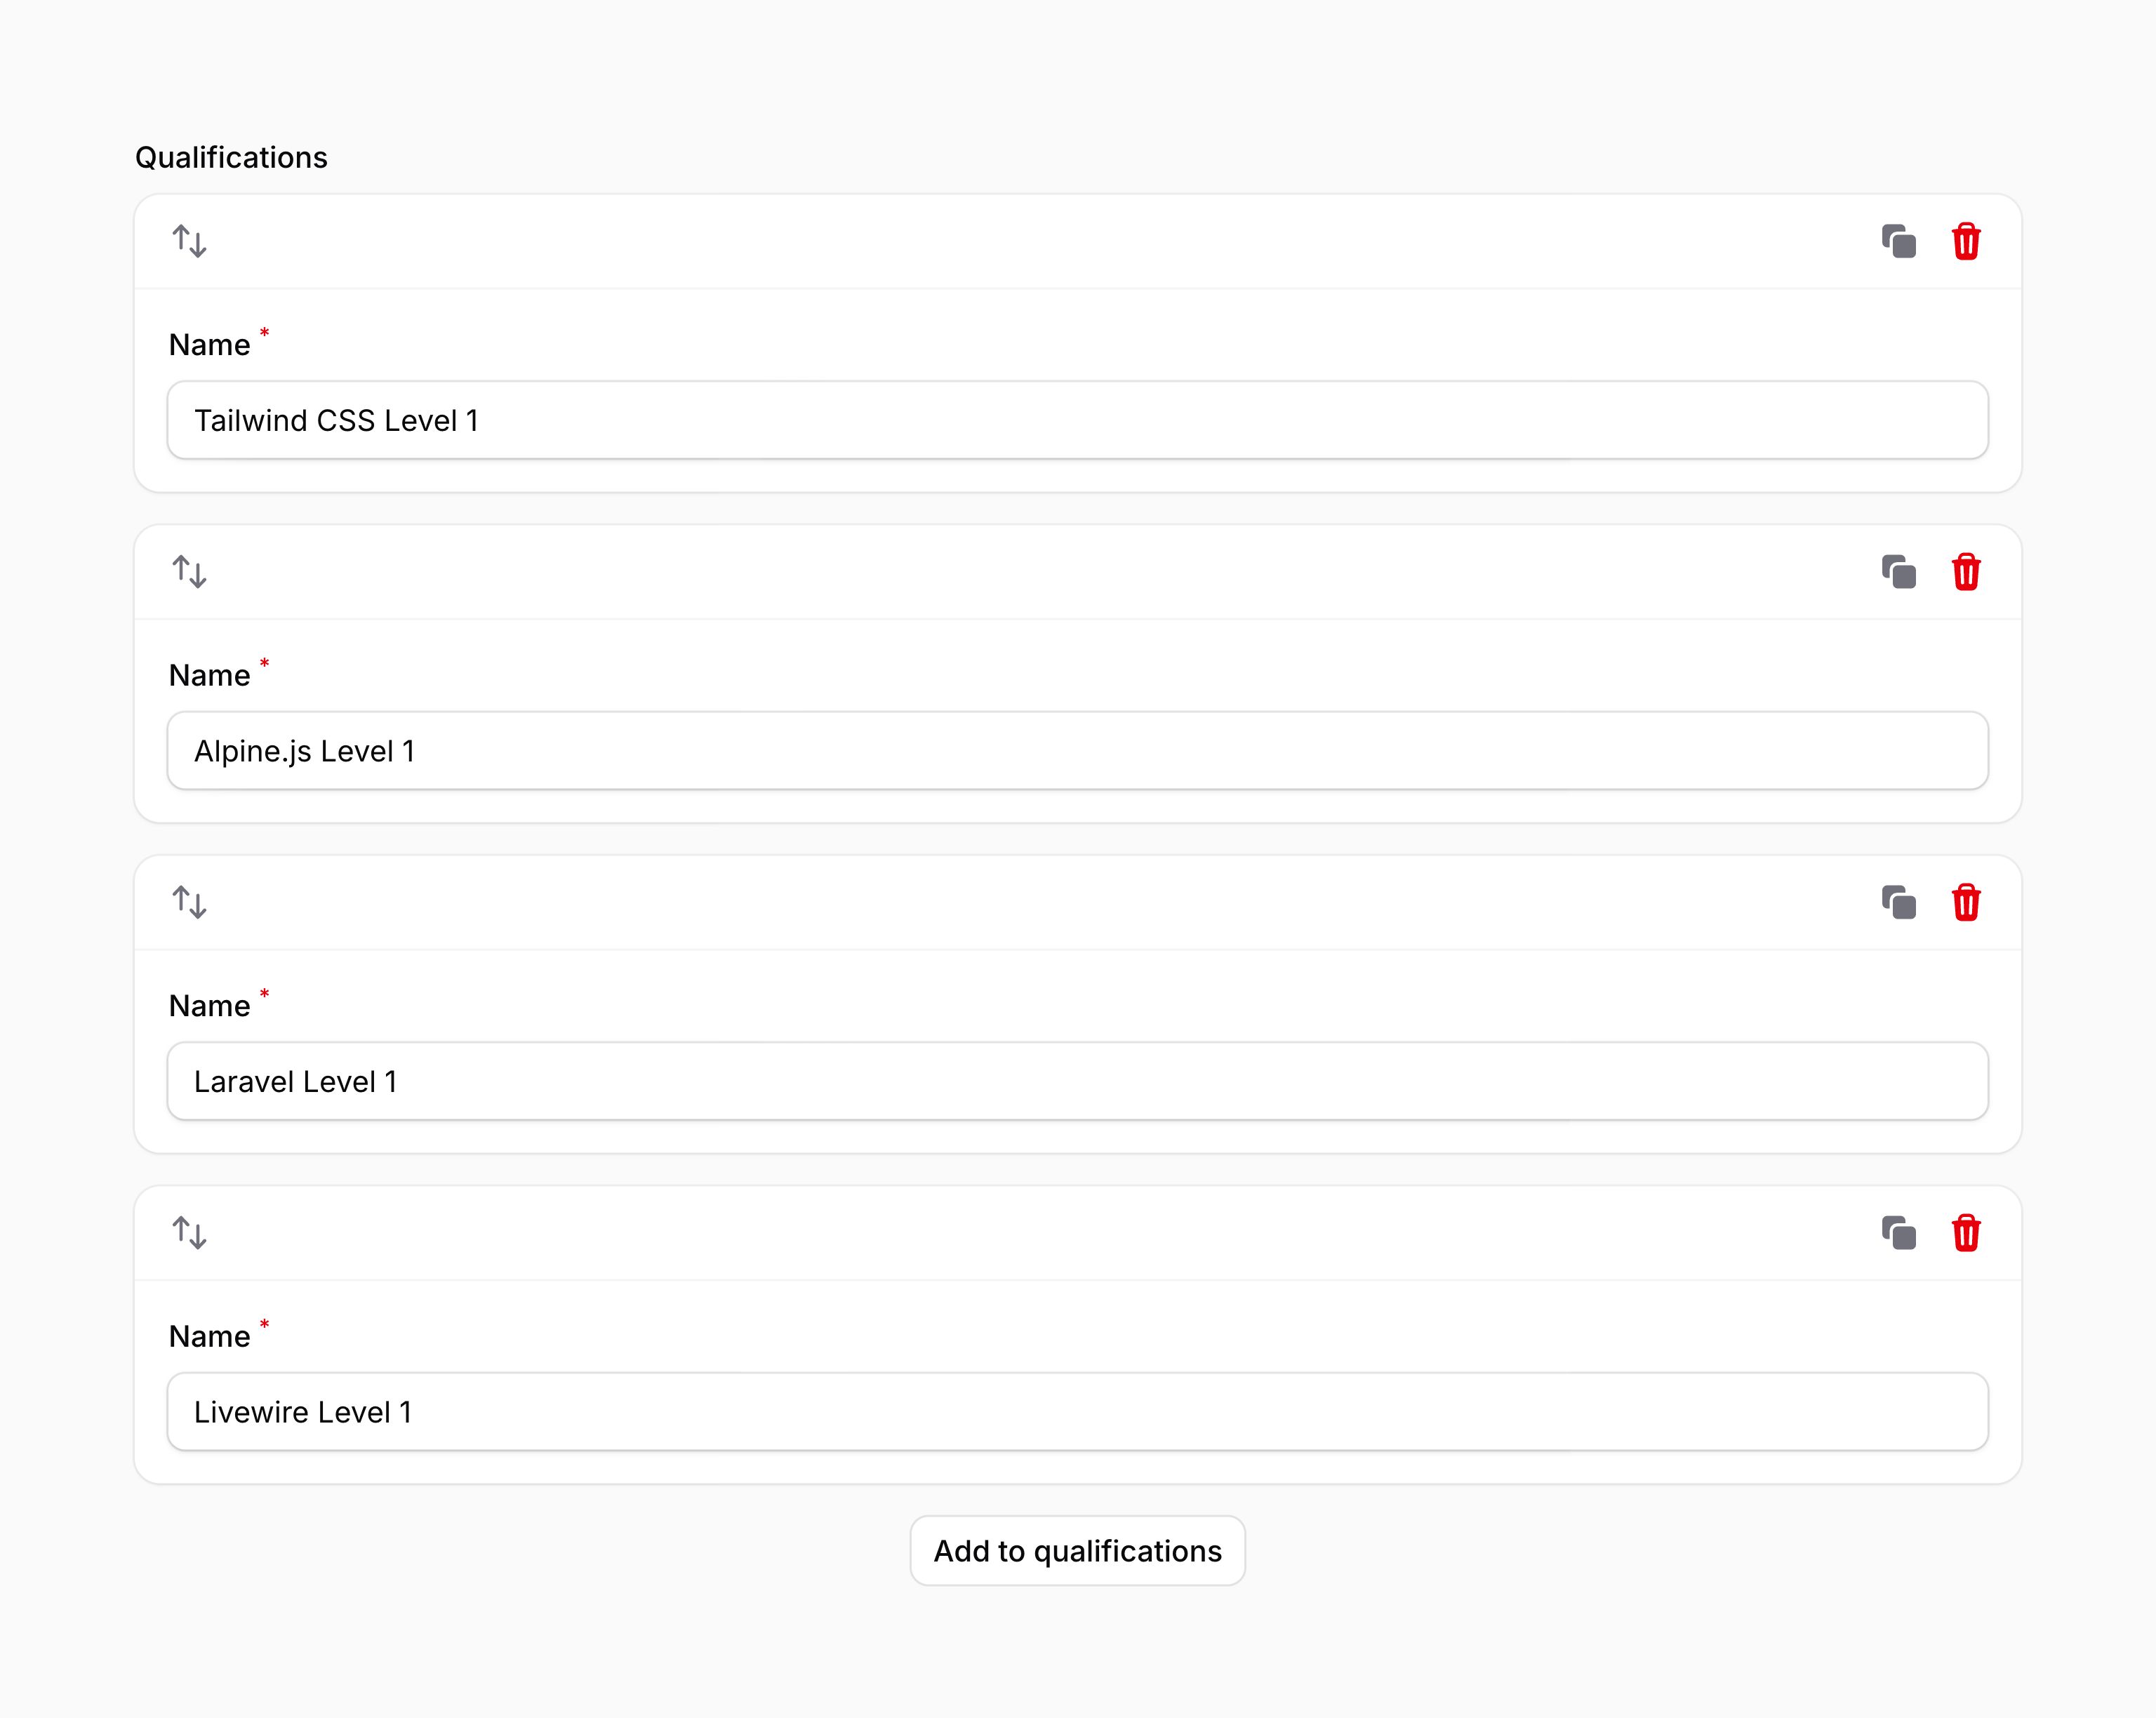 Qualifications
Name *
Tailwind CSS Level 1
Name *
Alpine.js Level 1
Name *
Laravel Level 1
Name *
Livewire Level 1
Add to qualifications